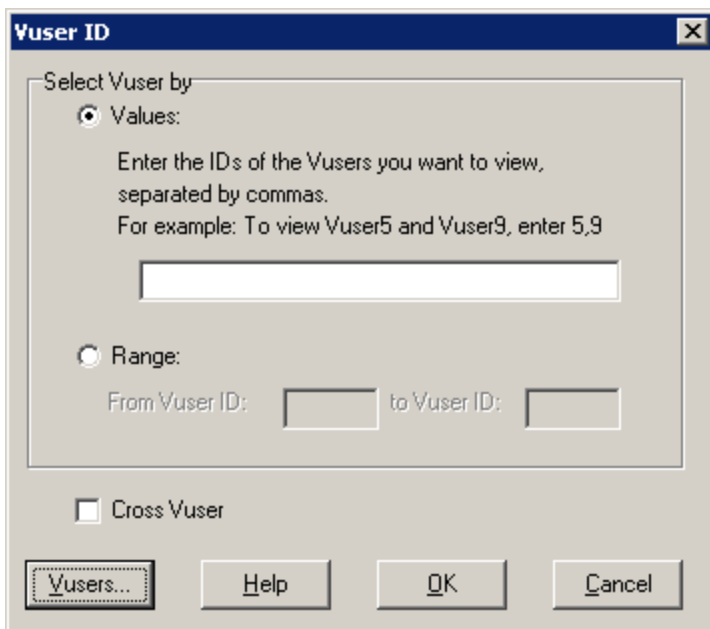 Vuser ID
Select Vuser by
Values:
Enter the IDs of the Vusers you want to view,
separated by commas.
For example: To view Vuser5 and Vuser9, enter 5,9
Range:
From Vuser ID: to Vuser ID:
Cross Vuser
Vusers... Help OK Cancel